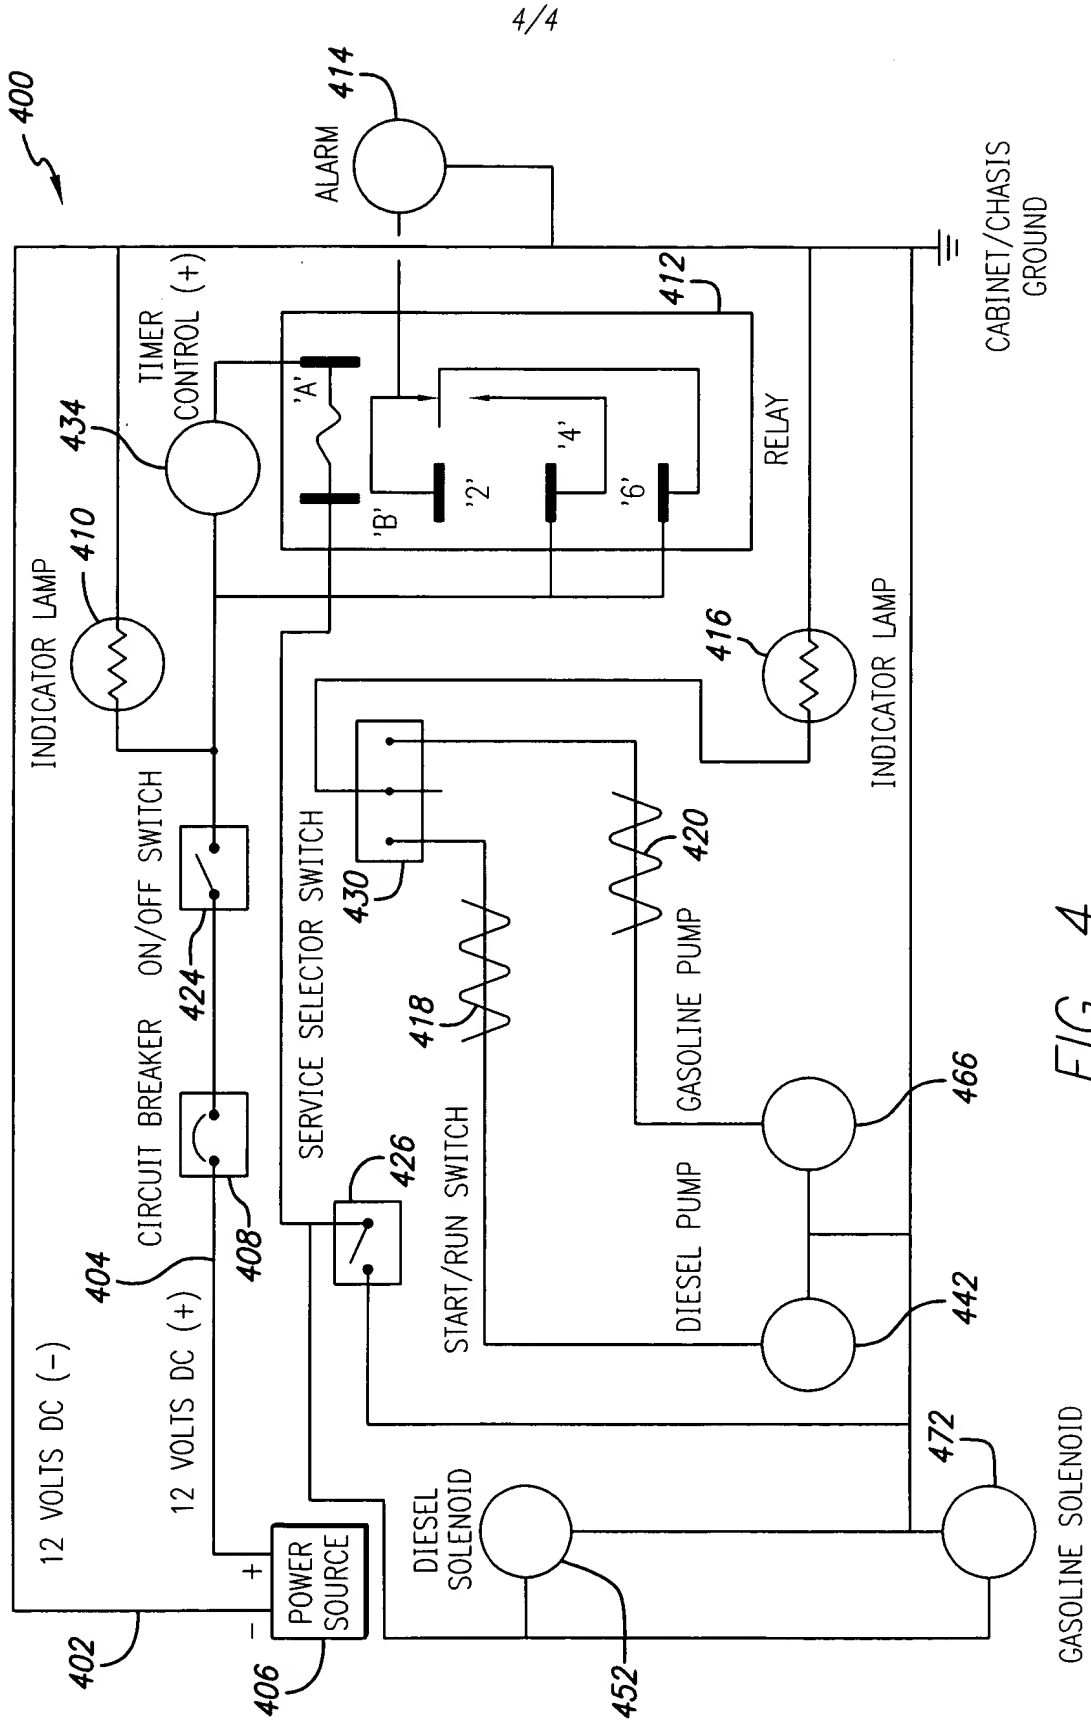 4/4
400
12 VOLTS DC (-)
402
12 VOLTS DC (+)
404
CIRCUIT BREAKER
408
ON/OFF SWITCH
424
INDICATOR LAMP
410
434
TIMER
CONTROL (+)
ALARM
414
- +
POWER
SOURCE
406
SERVICE SELECTOR SWITCH
430
426
START/RUN SWITCH
418
420
'A'
'B'
'2'
'4'
'6'
412
RELAY
416
INDICATOR LAMP
DIESEL
SOLENOID
452
DIESEL PUMP
442
GASOLINE PUMP
466
472
GASOLINE SOLENOID
CABINET/CHASIS
GROUND
FIG. 4